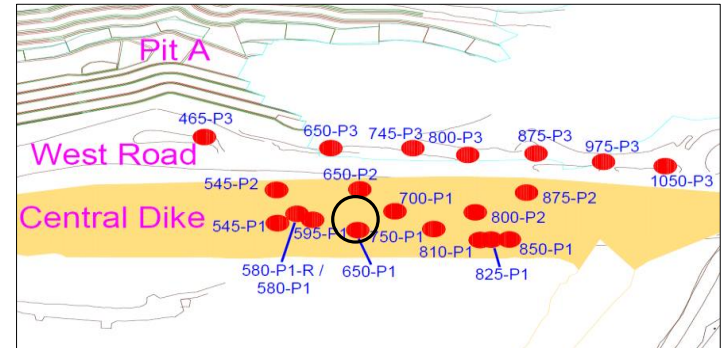 Pit A
465-P3
650-P3
745-P3
800-P3
875-P3
975-P3
1050-P3
West Road
545-P2
650-P2
700-P1
875-P2
Central Dike
545-P1
595-P1
750-P1
800-P2
810-P1
850-P1
580-P1-R /
580-P1
650-P1
825-P1